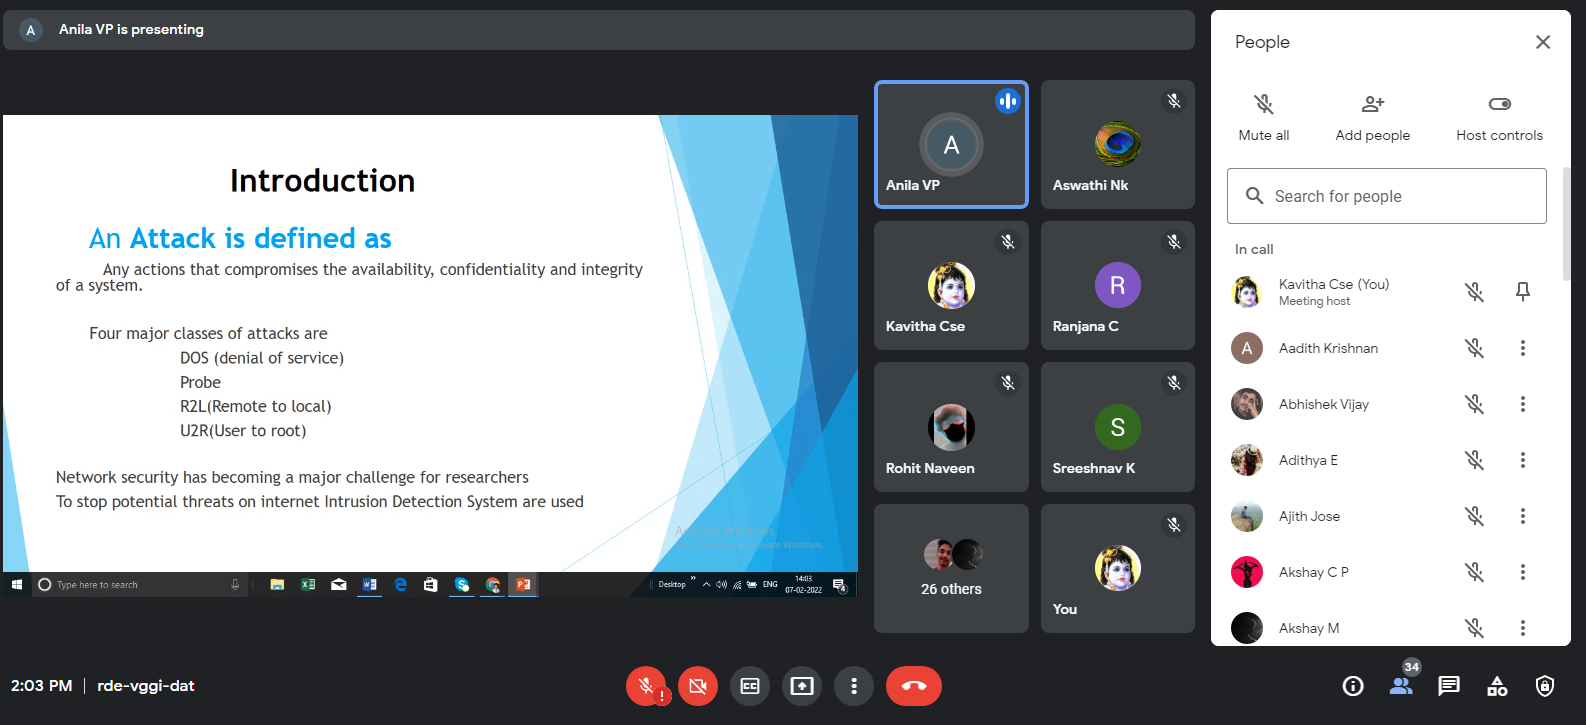 A
Anila VP is presenting
Introduction
An Attack is defined as
Any actions that compromises the availability, confidentiality and integrity
of a system.
Four major classes of attacks are
DOS (denial of service)
Probe
R2L(Remote to local)
U2R(User to root)
Network security has becoming a major challenge for researchers
To stop potential threats on internet Intrusion Detection System are used
Type here to search
Desktop
ENG
14:03
07-02-2022
4
A
Anila VP
Aswathi Nk
Kavitha Cse
R
Ranjana C
Rohit Naveen
S
Sreeshnav K
26 others
You
People
Mute all
Add people
Host controls
Search for people
In call
Kavitha Cse (You)
Meeting host
A
Aadith Krishnan
Abhishek Vijay
Adithya E
Ajith Jose
Akshay C P
Akshay M
2:03 PM | rde-vggi-dat
CC
34